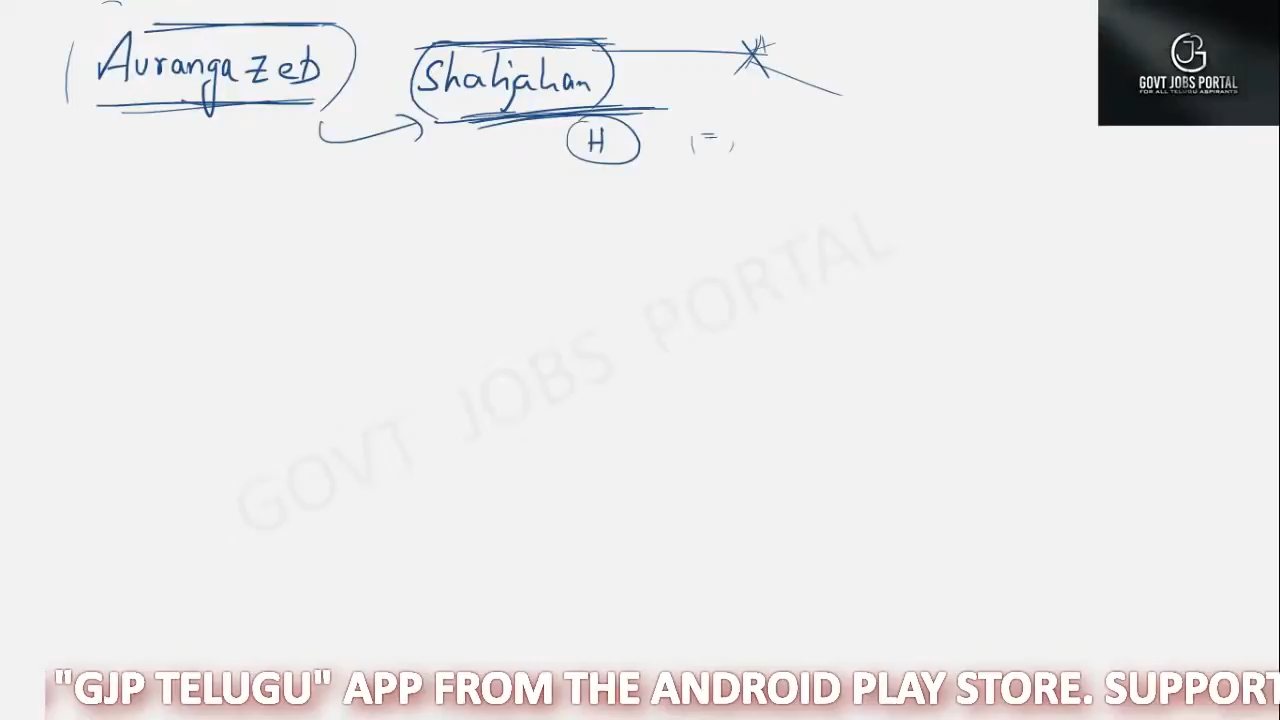 Aurangazeb Shahjahan
H (=)
GOVT JOBS PORTAL
FOR ALL TELUGU ASPIRANTS
GOVT JOBS PORTAL
"GJP TELUGU" APP FROM THE ANDROID PLAY STORE. SUPPORT